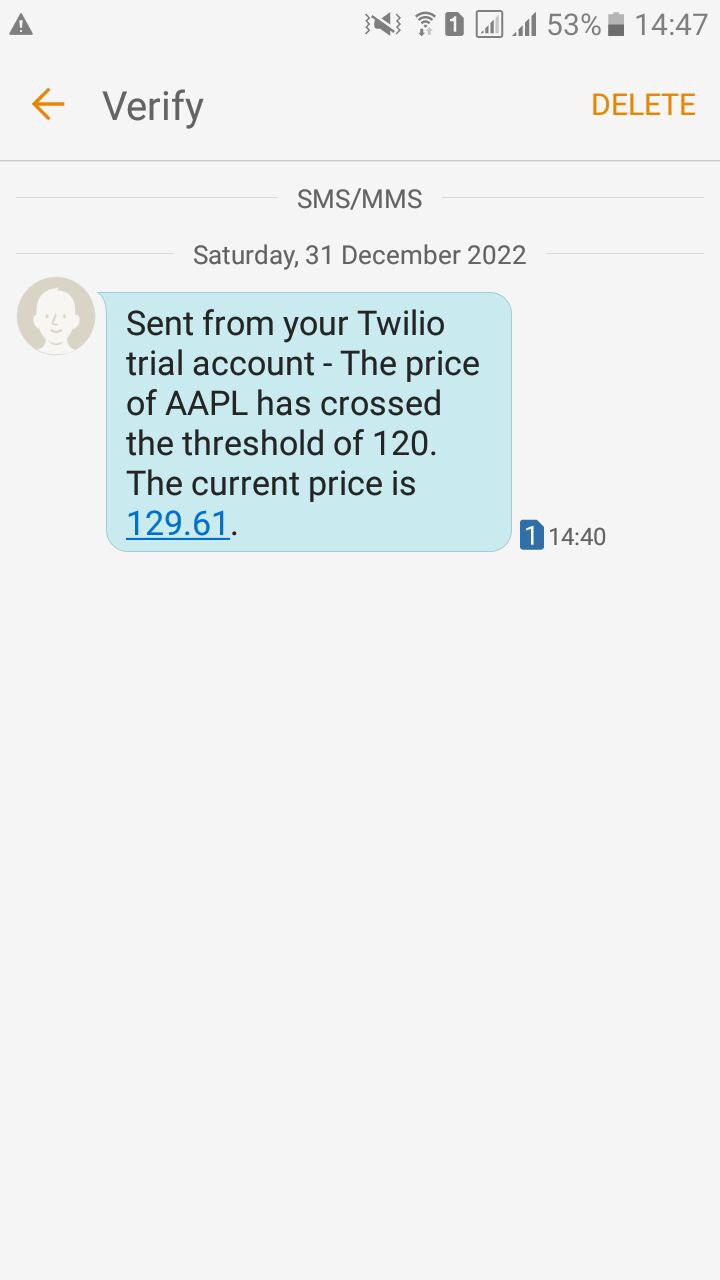 1 53% 14:47
Verify DELETE
SMS/MMS
Saturday, 31 December 2022
Sent from your Twilio
trial account - The price
of AAPL has crossed
the threshold of 120.
The current price is
129.61.
1 14:40